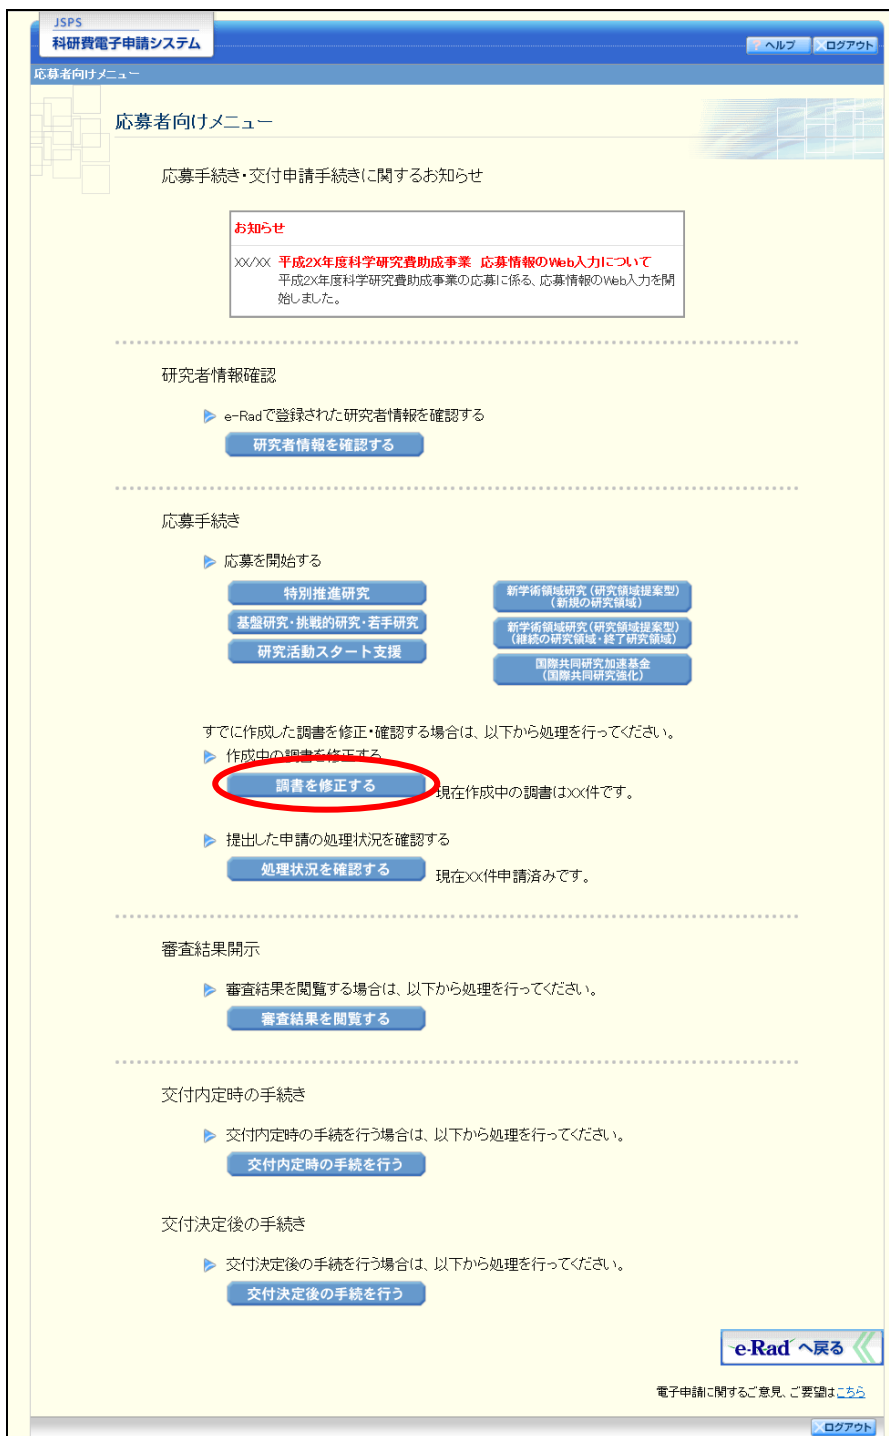 JSPS
科研費電子申請システム
? ヘルプ
ログアウト
応募者向けメニュー
応募者向けメニュー
応募手続き・交付申請手続きに関するお知らせ
お知らせ
XX/XX 平成2X年度科学研究費助成事業 応募情報のWeb入力について
平成2X年度科学研究費助成事業の応募に係る、応募情報のWeb入力を開
始しました。
研究者情報確認
e-Radで登録された研究者情報を確認する
研究者情報を確認する
応募手続き
応募を開始する
特別推進研究
新学術領域研究（研究領域提案型）
（新規の研究領域）
基盤研究・挑戦的研究・若手研究
新学術領域研究（研究領域提案型）
（継続の研究領域・終了研究領域）
研究活動スタート支援
国際共同研究加速基金
（国際共同研究強化）
すでに作成した調書を修正・確認する場合は、以下から処理を行ってください。
作成中の調書を修正する
調書を修正する
現在作成中の調書はXX件です。
提出した申請の処理状況を確認する
処理状況を確認する
現在XX件申請済みです。
審査結果開示
審査結果を閲覧する場合は、以下から処理を行ってください。
審査結果を閲覧する
交付内定時の手続き
交付内定時の手続を行う場合は、以下から処理を行ってください。
交付内定時の手続を行う
交付決定後の手続き
交付決定後の手続を行う場合は、以下から処理を行ってください。
交付決定後の手続を行う
e-Rad へ戻る
電子申請に関するご意見、ご要望はこちら
ログアウト